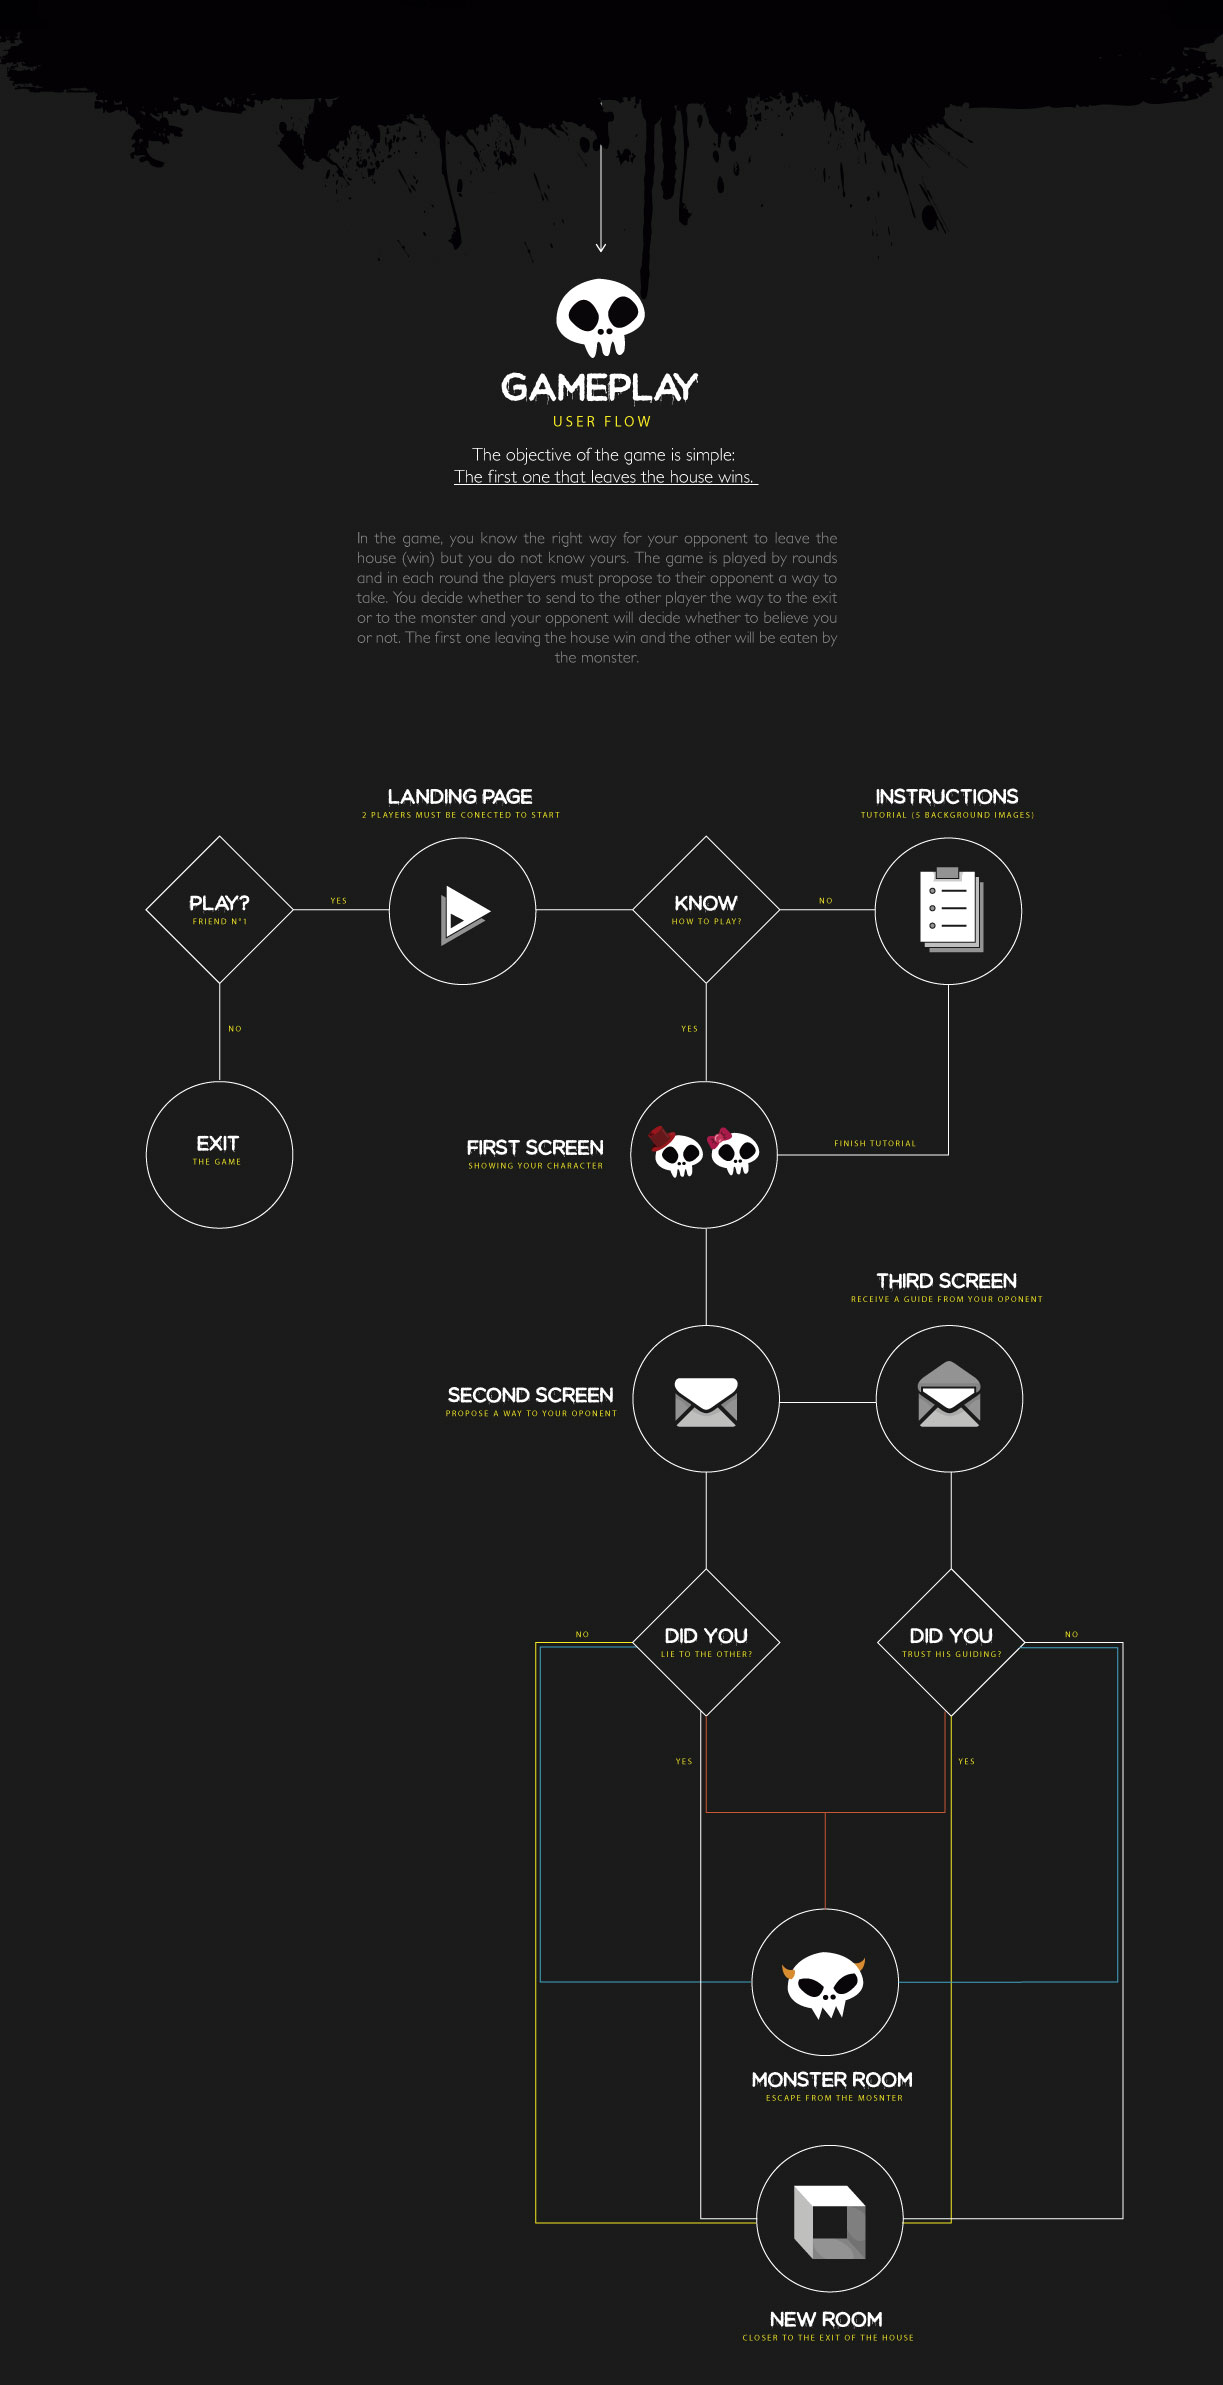 GAMEPLAY
USER FLOW
The objective of the game is simple:
The first one that leaves the house wins.
In the game, you know the right way for your opponent to leave the
house (win) but you do not know yours. The game is played by rounds
and in each round the players must propose to their opponent a way to
take. You decide whether to send to the other player the way to the exit
or to the monster and your opponent will decide whether to believe you
or not. The first one leaving the house win and the other will be eaten by
the monster.
LANDING PAGE
2 PLAYERS MUST BE CONECTED TO START
INSTRUCTIONS
TUTORIAL (5 BACKGROUND IMAGES)
PLAY?
FRIEND N°1
YES
KNOW
HOW TO PLAY?
NO
NO
YES
EXIT
THE GAME
FIRST SCREEN
SHOWING YOUR CHARACTER
FINISH TUTORIAL
THIRD SCREEN
RECEIVE A GUIDE FROM YOUR OPONENT
SECOND SCREEN
PROPOSE A WAY TO YOUR OPONENT
NO
DID YOU
LIE TO THE OTHER?
DID YOU
TRUST HIS GUIDING?
NO
YES
YES
MONSTER ROOM
ESCAPE FROM THE MOSNTER
NEW ROOM
CLOSER TO THE EXIT OF THE HOUSE